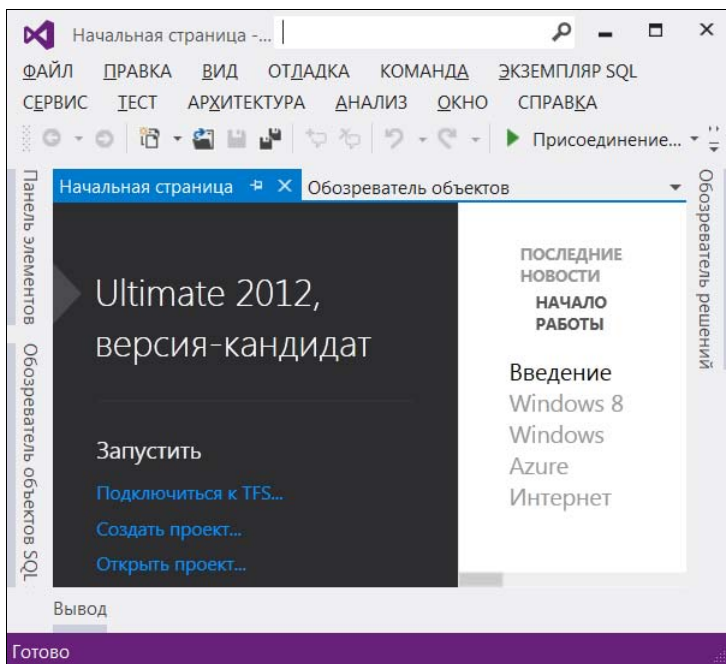 Начальная страница -...
ФАЙЛ ПРАВКА ВИД ОТЛАДКА КОМАНДА ЭКЗЕМПЛЯР SQL
СЕРВИС ТЕСТ АРХИТЕКТУРА АНАЛИЗ ОКНО СПРАВКА
Присоединение...
Панель элементов
Обозреватель объектов SQL
Начальная страница
Обозреватель объектов
Ultimate 2012,
версия-кандидат
Запустить
Подключиться к TFS...
Создать проект...
Открыть проект...
ПОСЛЕДНИЕ
НОВОСТИ
НАЧАЛО
РАБОТЫ
Введение
Windows 8
Windows
Azure
Интернет
Обозреватель решений
Вывод
Готово